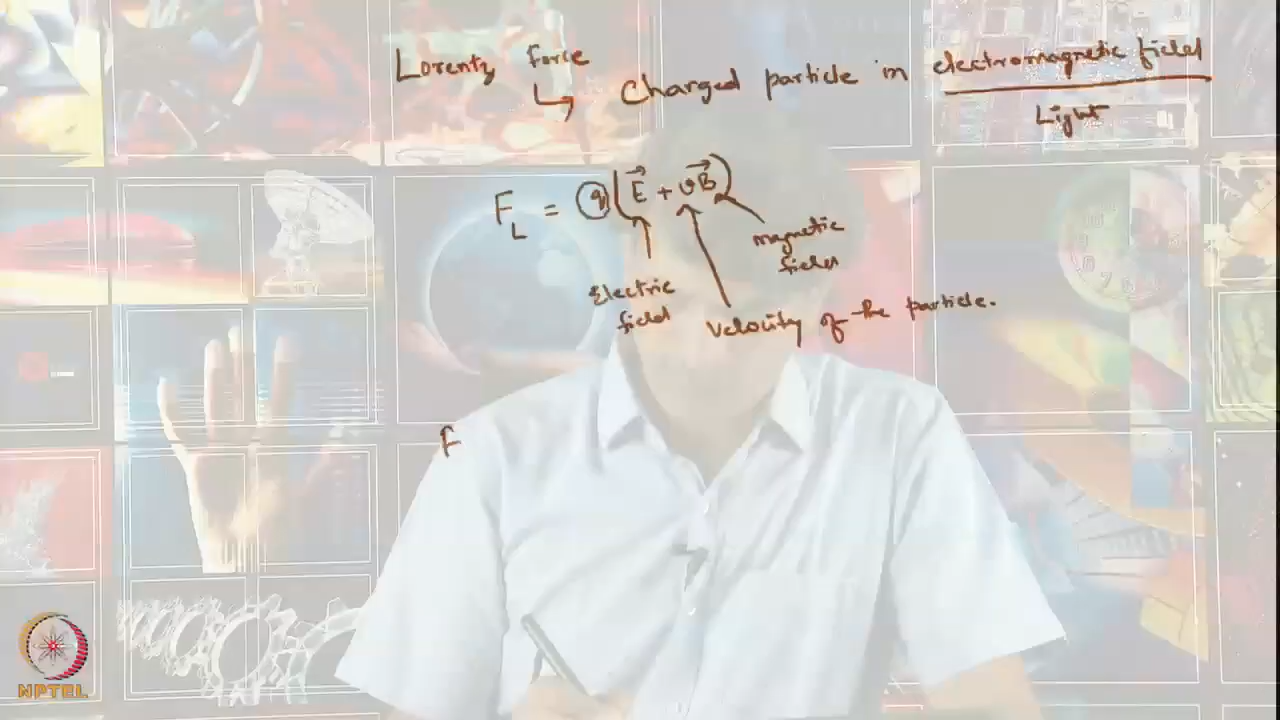 Lorentz Force
↳ Charged particle in electromagnetic field
Light
F_L = q(E⃗ + vB⃗)
magnetic field
Electric field
Velocity of the particle.
F
NPTEL